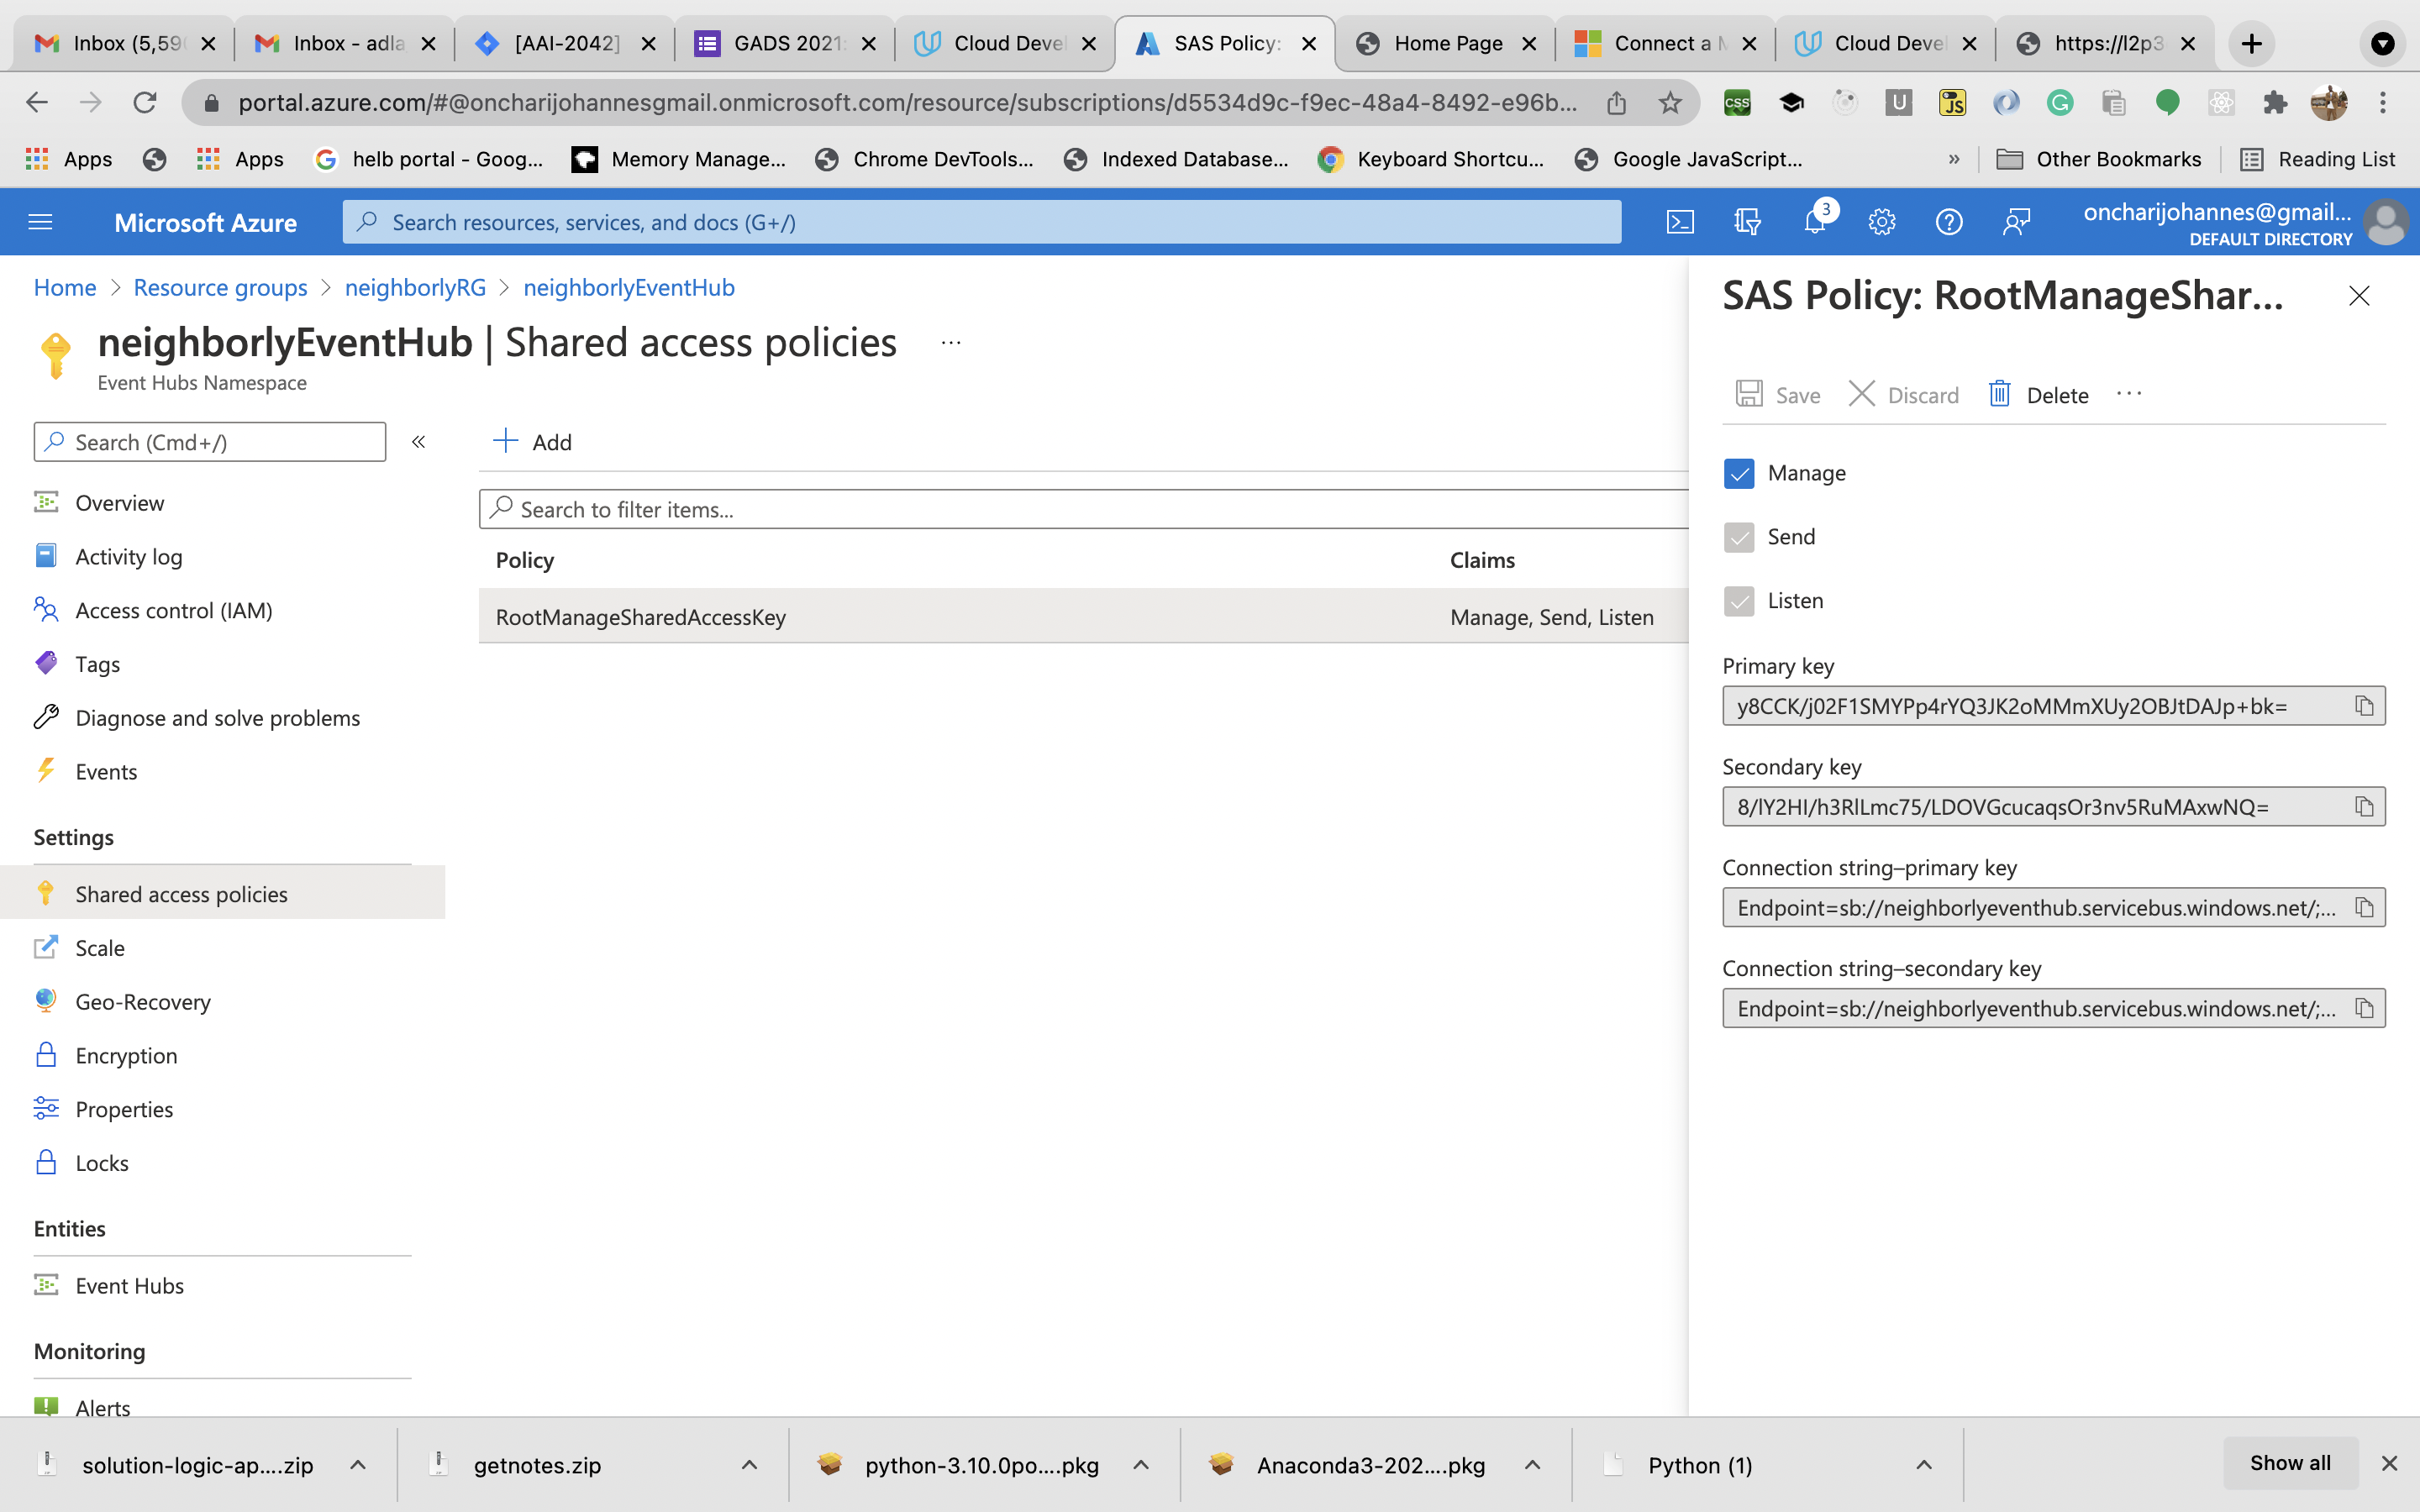 Inbox (5,59
Inbox - adla
[AAI-2042]
GADS 2021:
Cloud Deve
SAS Policy:
Home Page
Connect a
Cloud Deve
https://l2p3
portal.azure.com/#@oncharijohannesgmail.onmicrosoft.com/resource/subscriptions/d5534d9c-f9ec-48a4-8492-e96b...
Apps
Apps
helb portal - Goog...
Memory Manage...
Chrome DevTools...
Indexed Database...
Keyboard Shortcu...
Google JavaScript...
»
Other Bookmarks
Reading List
Microsoft Azure
Search resources, services, and docs (G+/)
3
oncharijohannes@gmail...
DEFAULT DIRECTORY
Home > Resource groups > neighborlyRG > neighborlyEventHub
neighborlyEventHub | Shared access policies ...
Event Hubs Namespace
Search (Cmd+/)
«
Overview
Activity log
Access control (IAM)
Tags
Diagnose and solve problems
Events
Settings
Shared access policies
Scale
Geo-Recovery
Encryption
Properties
Locks
Entities
Event Hubs
Monitoring
Alerts
Add
Search to filter items...
Policy Claims
RootManageSharedAccessKey Manage, Send, Listen
SAS Policy: RootManageShar...
Save Discard Delete ...
Manage
Send
Listen
Primary key
y8CCK/j02F1SMYPp4rYQ3JK2oMMmXUy2OBJtDAJp+bk=
Secondary key
8/lY2HI/h3RlLmc75/LDOVGcucaqsOr3nv5RuMAxwNQ=
Connection string–primary key
Endpoint=sb://neighborlyeventhub.servicebus.windows.net/;...
Connection string–secondary key
Endpoint=sb://neighborlyeventhub.servicebus.windows.net/;...
solution-logic-ap....zip
getnotes.zip
python-3.10.0po....pkg
Anaconda3-202....pkg
Python (1)
Show all